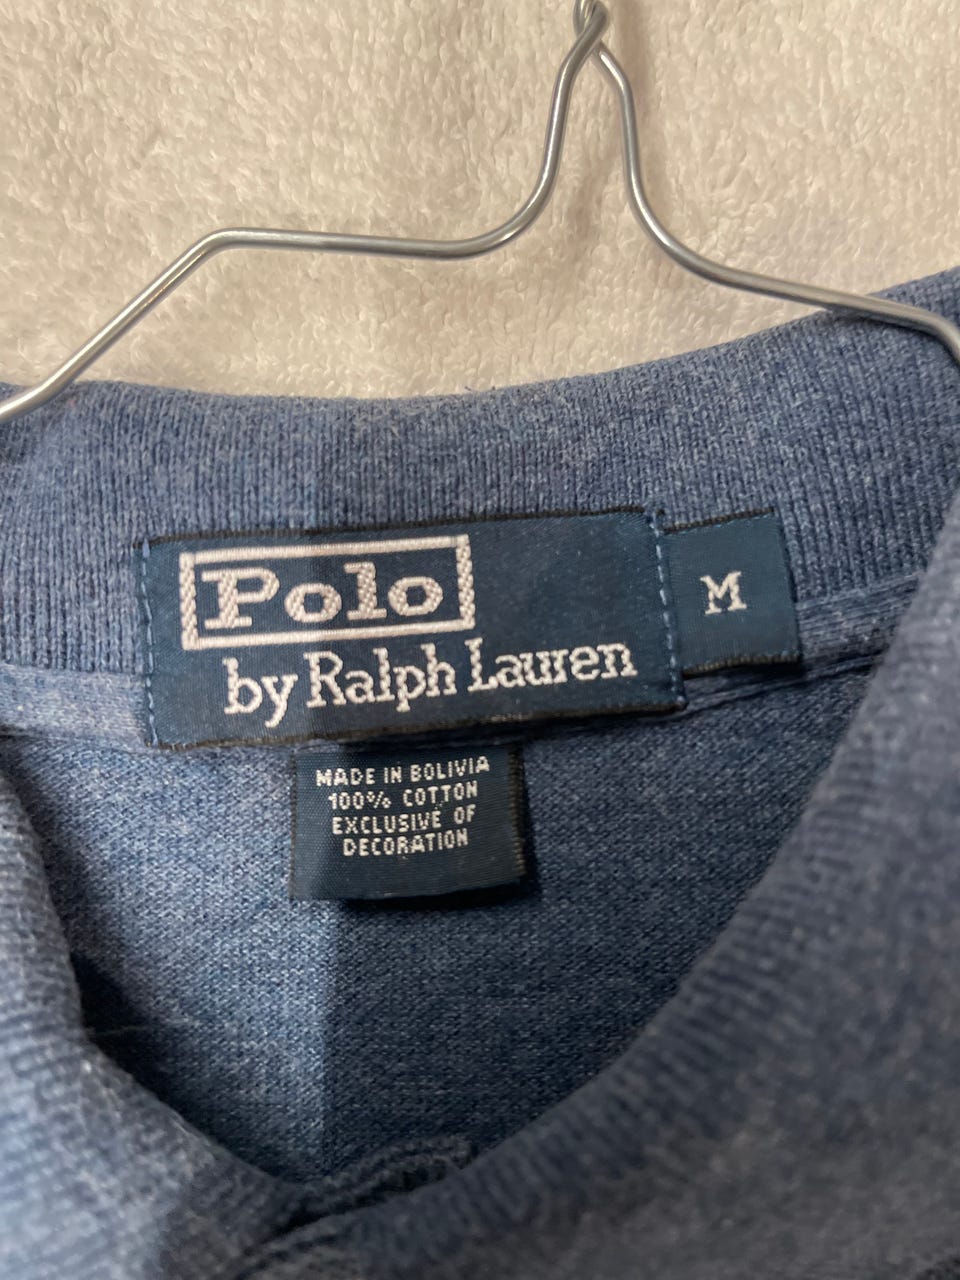 Polo
by Ralph Lauren
M
MADE IN BOLIVIA
100% COTTON
EXCLUSIVE OF
DECORATION